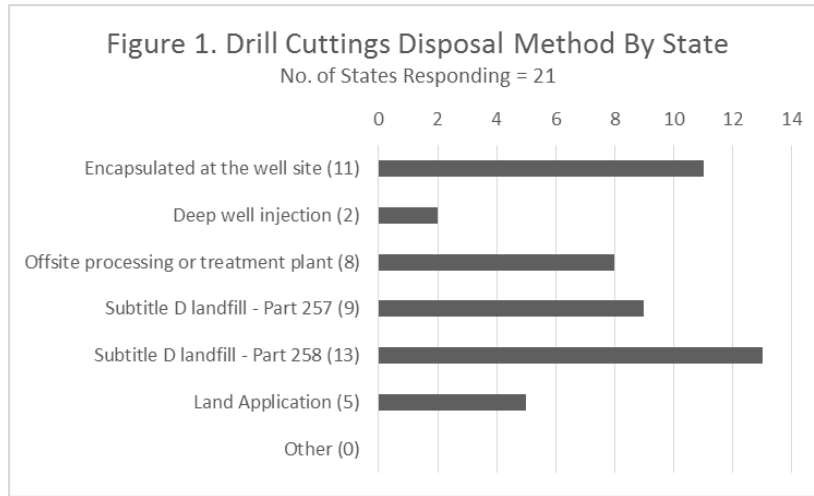 Figure 1. Drill Cuttings Disposal Method By State
No. of States Responding = 21
0 2 4 6 8 10 12 14
Encapsulated at the well site (11)
Deep well injection (2)
Offsite processing or treatment plant (8)
Subtitle D landfill - Part 257 (9)
Subtitle D landfill - Part 258 (13)
Land Application (5)
Other (0)